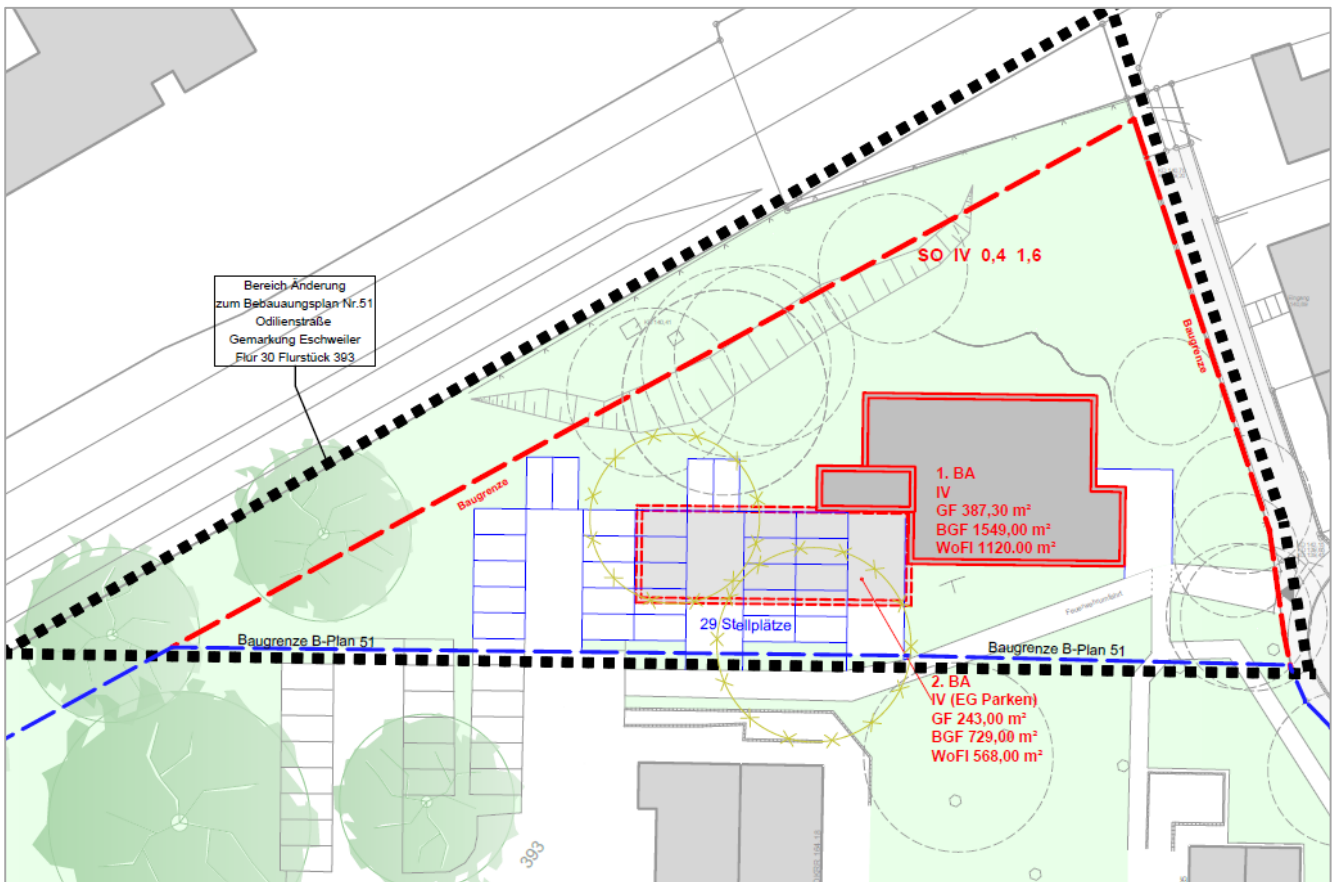 Bereich Änderung
zum Bebauaungsplan Nr.51
Odilienstraße
Gemarkung Eschweiler
Flur 30 Flurstück 393
SO IV 0,4 1,6
Baugrenze
Baugrenze
1. BA
IV
GF 387,30 m²
BGF 1549,00 m²
WoFl 1120.00 m²
Feuerwehrumfahrt
29 Stellplätze
Baugrenze B-Plan 51
Baugrenze B-Plan 51
2. BA
IV (EG Parken)
GF 243,00 m²
BGF 729,00 m²
WoFl 568,00 m²
393